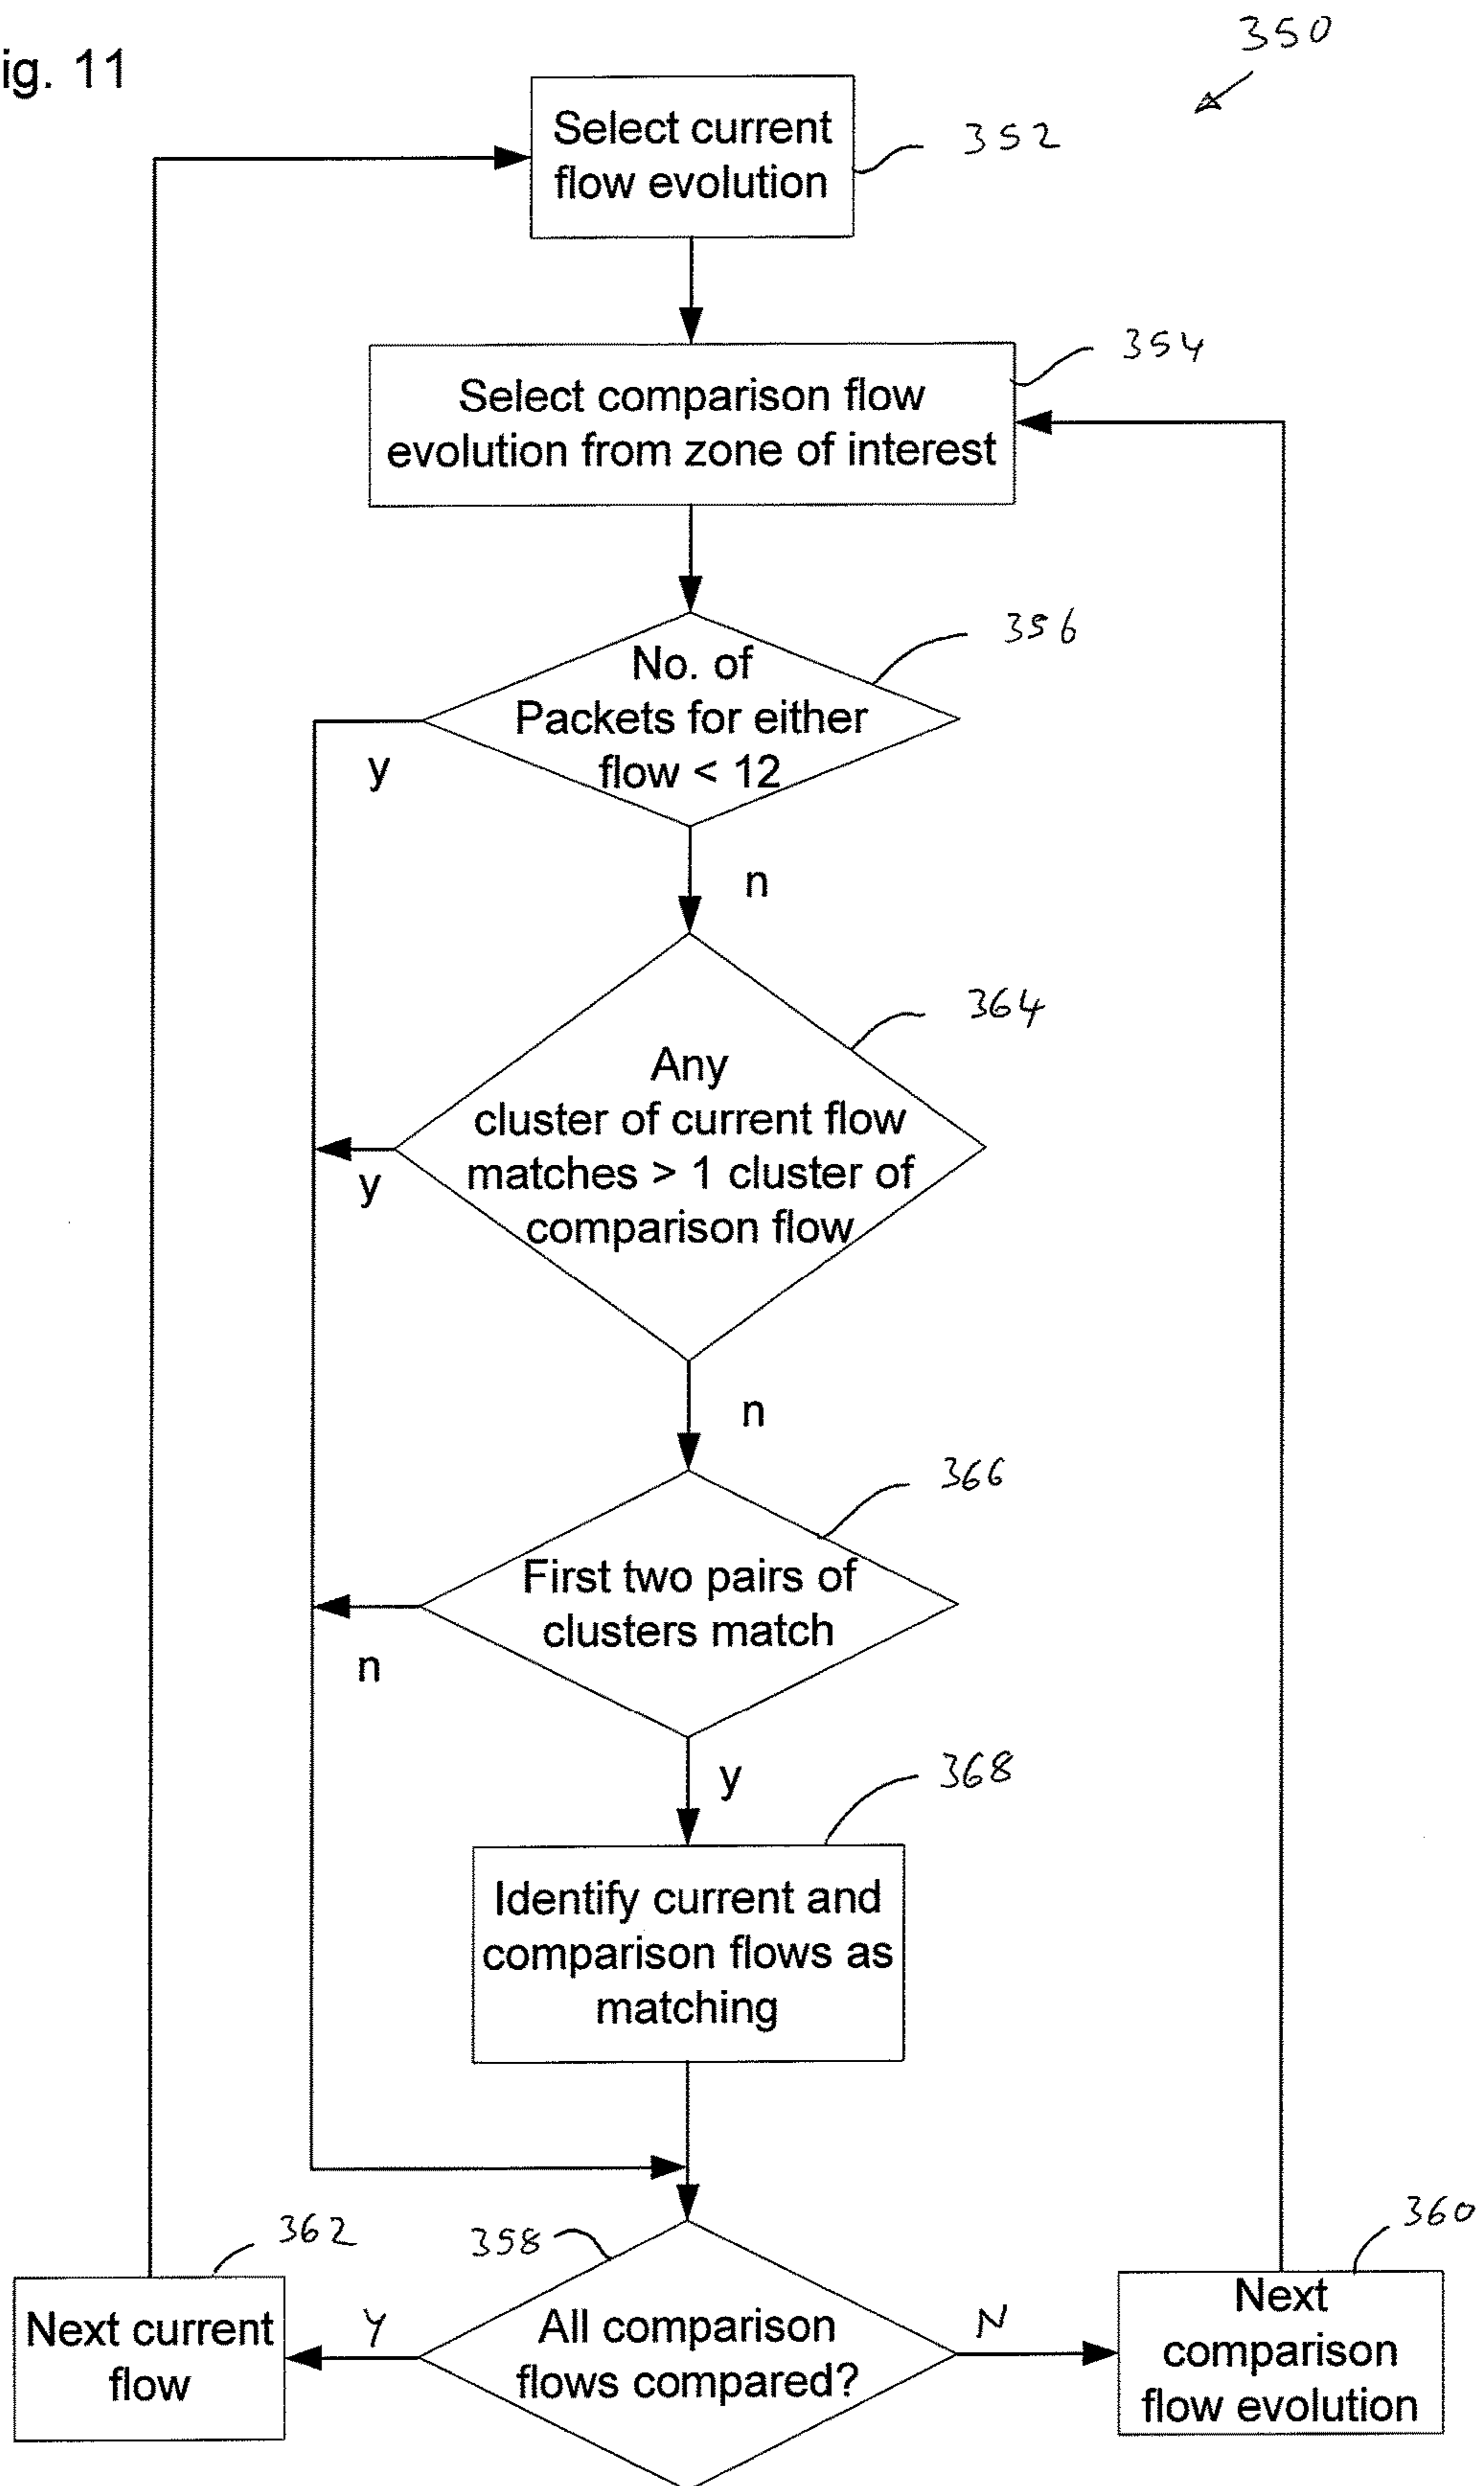 ig. 11
350
Select current
flow evolution
352
354
Select comparison flow
evolution from zone of interest
356
No. of
Packets for either
flow < 12
y
n
364
Any
cluster of current flow
matches > 1 cluster of
comparison flow
y
n
366
First two pairs of
clusters match
n
y
368
Identify current and
comparison flows as
matching
362
358
360
Next current
flow
Y
All comparison
flows compared?
N
Next
comparison
flow evolution